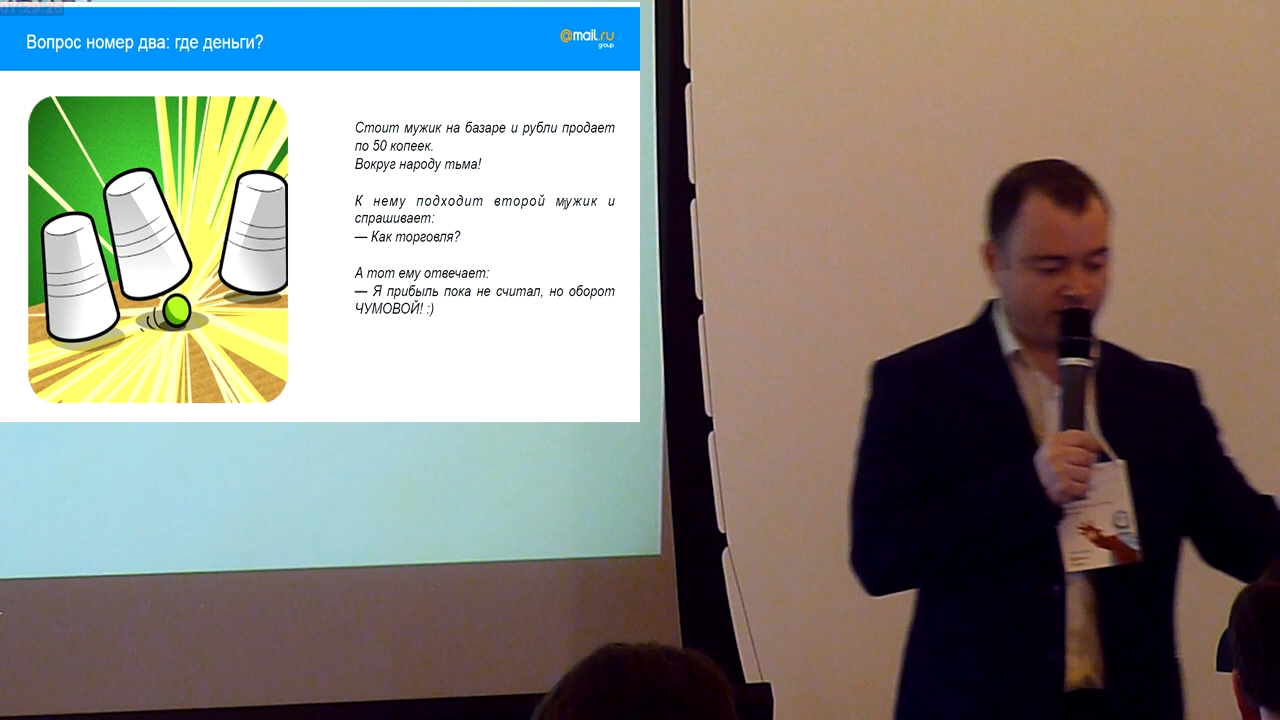 Вопрос номер два: где деньги?
@mail.ru
group
Стоит мужик на базаре и рубли продает
по 50 копеек.
Вокруг народу тьма!
К нему подходит второй мужик и
спрашивает:
— Как торговля?
А тот ему отвечает:
— Я прибыль пока не считал, но оборот
ЧУМОВОЙ! :)